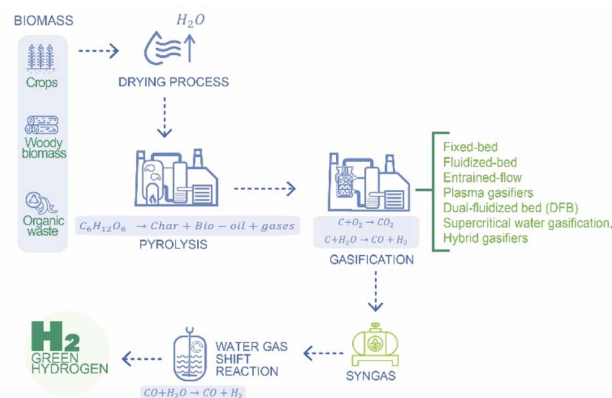 BIOMASS
H₂O
Crops
DRYING PROCESS
Woody
biomass
Organic
waste
C₆H₁₂O₆ → Char + Bio − oil + gases
PYROLYSIS
C+O₂ → CO₂
C+H₂O → CO + H₂
GASIFICATION
Fixed-bed
Fluidized-bed
Entrained-flow
Plasma gasifiers
Dual-fluidized bed (DFB)
Supercritical water gasification,
Hybrid gasifiers
H2
GREEN
HYDROGEN
WATER GAS
SHIFT
REACTION
CO+H₂O → CO + H₂
SYNGAS